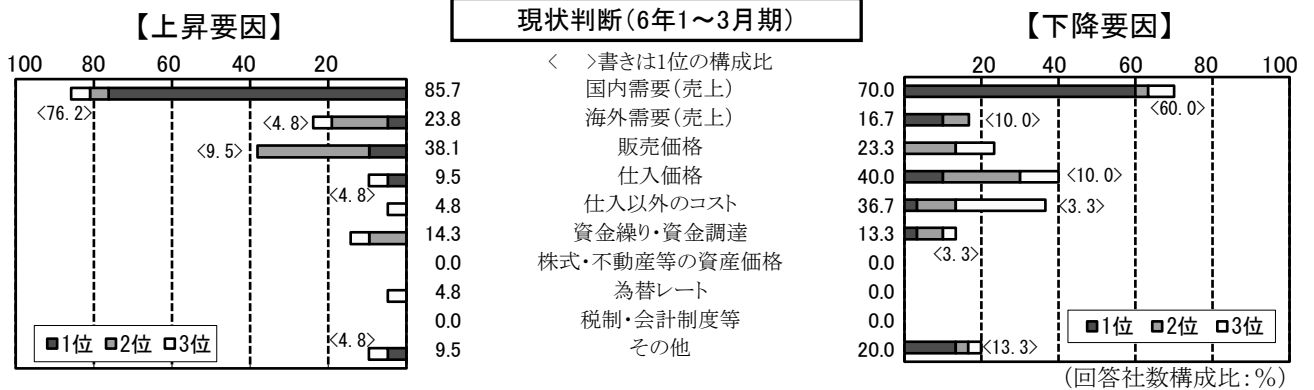 現状判断（6年1～3月期）
【上昇要因】
【下降要因】
＜　＞書きは1位の構成比
100 80 60 40 20
20 40 60 80 100
85.7 国内需要（売上） 70.0
<76.2>
<60.0>
<4.8> 23.8 海外需要（売上） 16.7 <10.0>
<9.5> 38.1 販売価格 23.3
9.5 仕入価格 40.0 <10.0>
<4.8>
4.8 仕入以外のコスト 36.7 <3.3>
14.3 資金繰り・資金調達 13.3
<3.3>
0.0 株式・不動産等の資産価格 0.0
4.8 為替レート 0.0
0.0 税制・会計制度等 0.0
<4.8>
9.5 その他 20.0 <13.3>
■1位 ■2位 □3位
■1位 ■2位 □3位
（回答社数構成比：％）